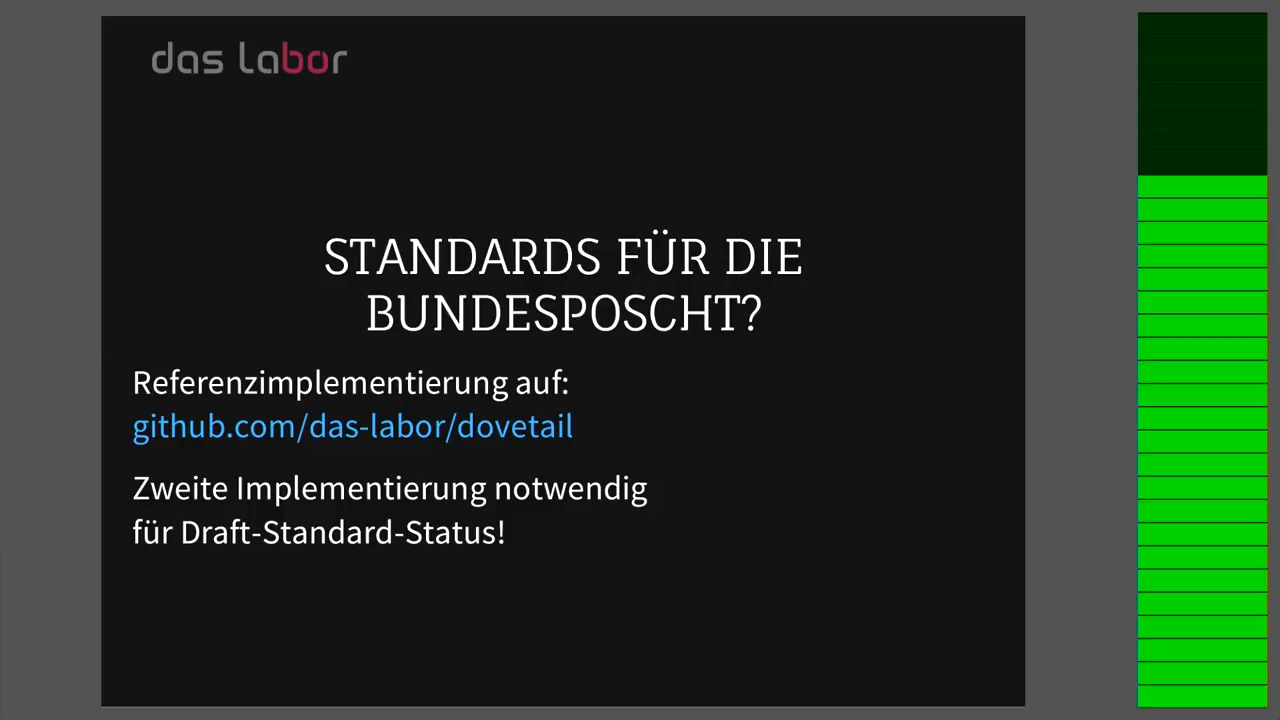 das Labor
STANDARDS FÜR DIE
BUNDESPOSCHT?
Referenzimplementierung auf:
github.com/das-labor/dovetail
Zweite Implementierung notwendig
für Draft-Standard-Status!